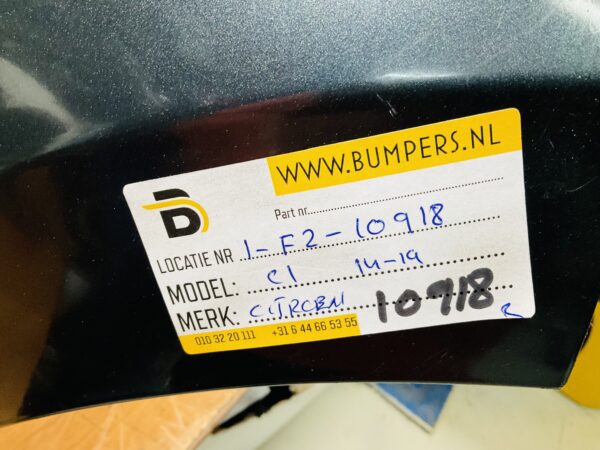 WWW.BUMPERS.NL
Part nr
LOCATIE NR 1-F2-10918
MODEL: C1 14-19
MERK: CITROEN 10918
010 32 20 111 +31 6 44 66 53 55